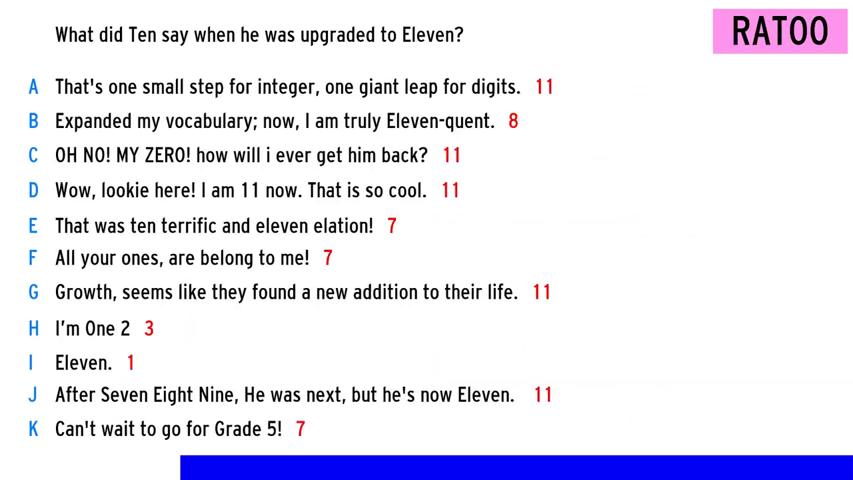 What did Ten say when he was upgraded to Eleven?
RATOO
A That's one small step for integer, one giant leap for digits. 11
B Expanded my vocabulary; now, I am truly Eleven-quent. 8
C OH NO! MY ZERO! how will i ever get him back? 11
D Wow, lookie here! I am 11 now. That is so cool. 11
E That was ten terrific and eleven elation! 7
F All your ones, are belong to me! 7
G Growth, seems like they found a new addition to their life. 11
H I'm One 2 3
I Eleven. 1
J After Seven Eight Nine, He was next, but he's now Eleven. 11
K Can't wait to go for Grade 5! 7